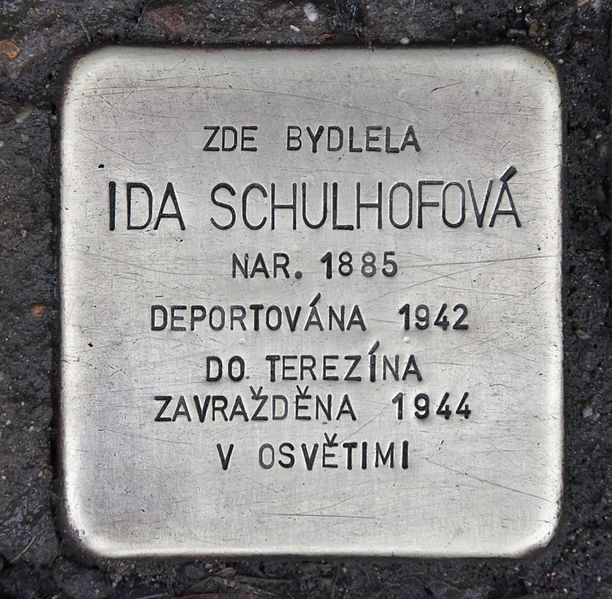 ZDE BYDLELA
IDA SCHULHOFOVÁ
NAR. 1885
DEPORTOVÁNA 1942
DO TEREZÍNA
ZAVRAŽDĚNA 1944
V OSVĚTIMI